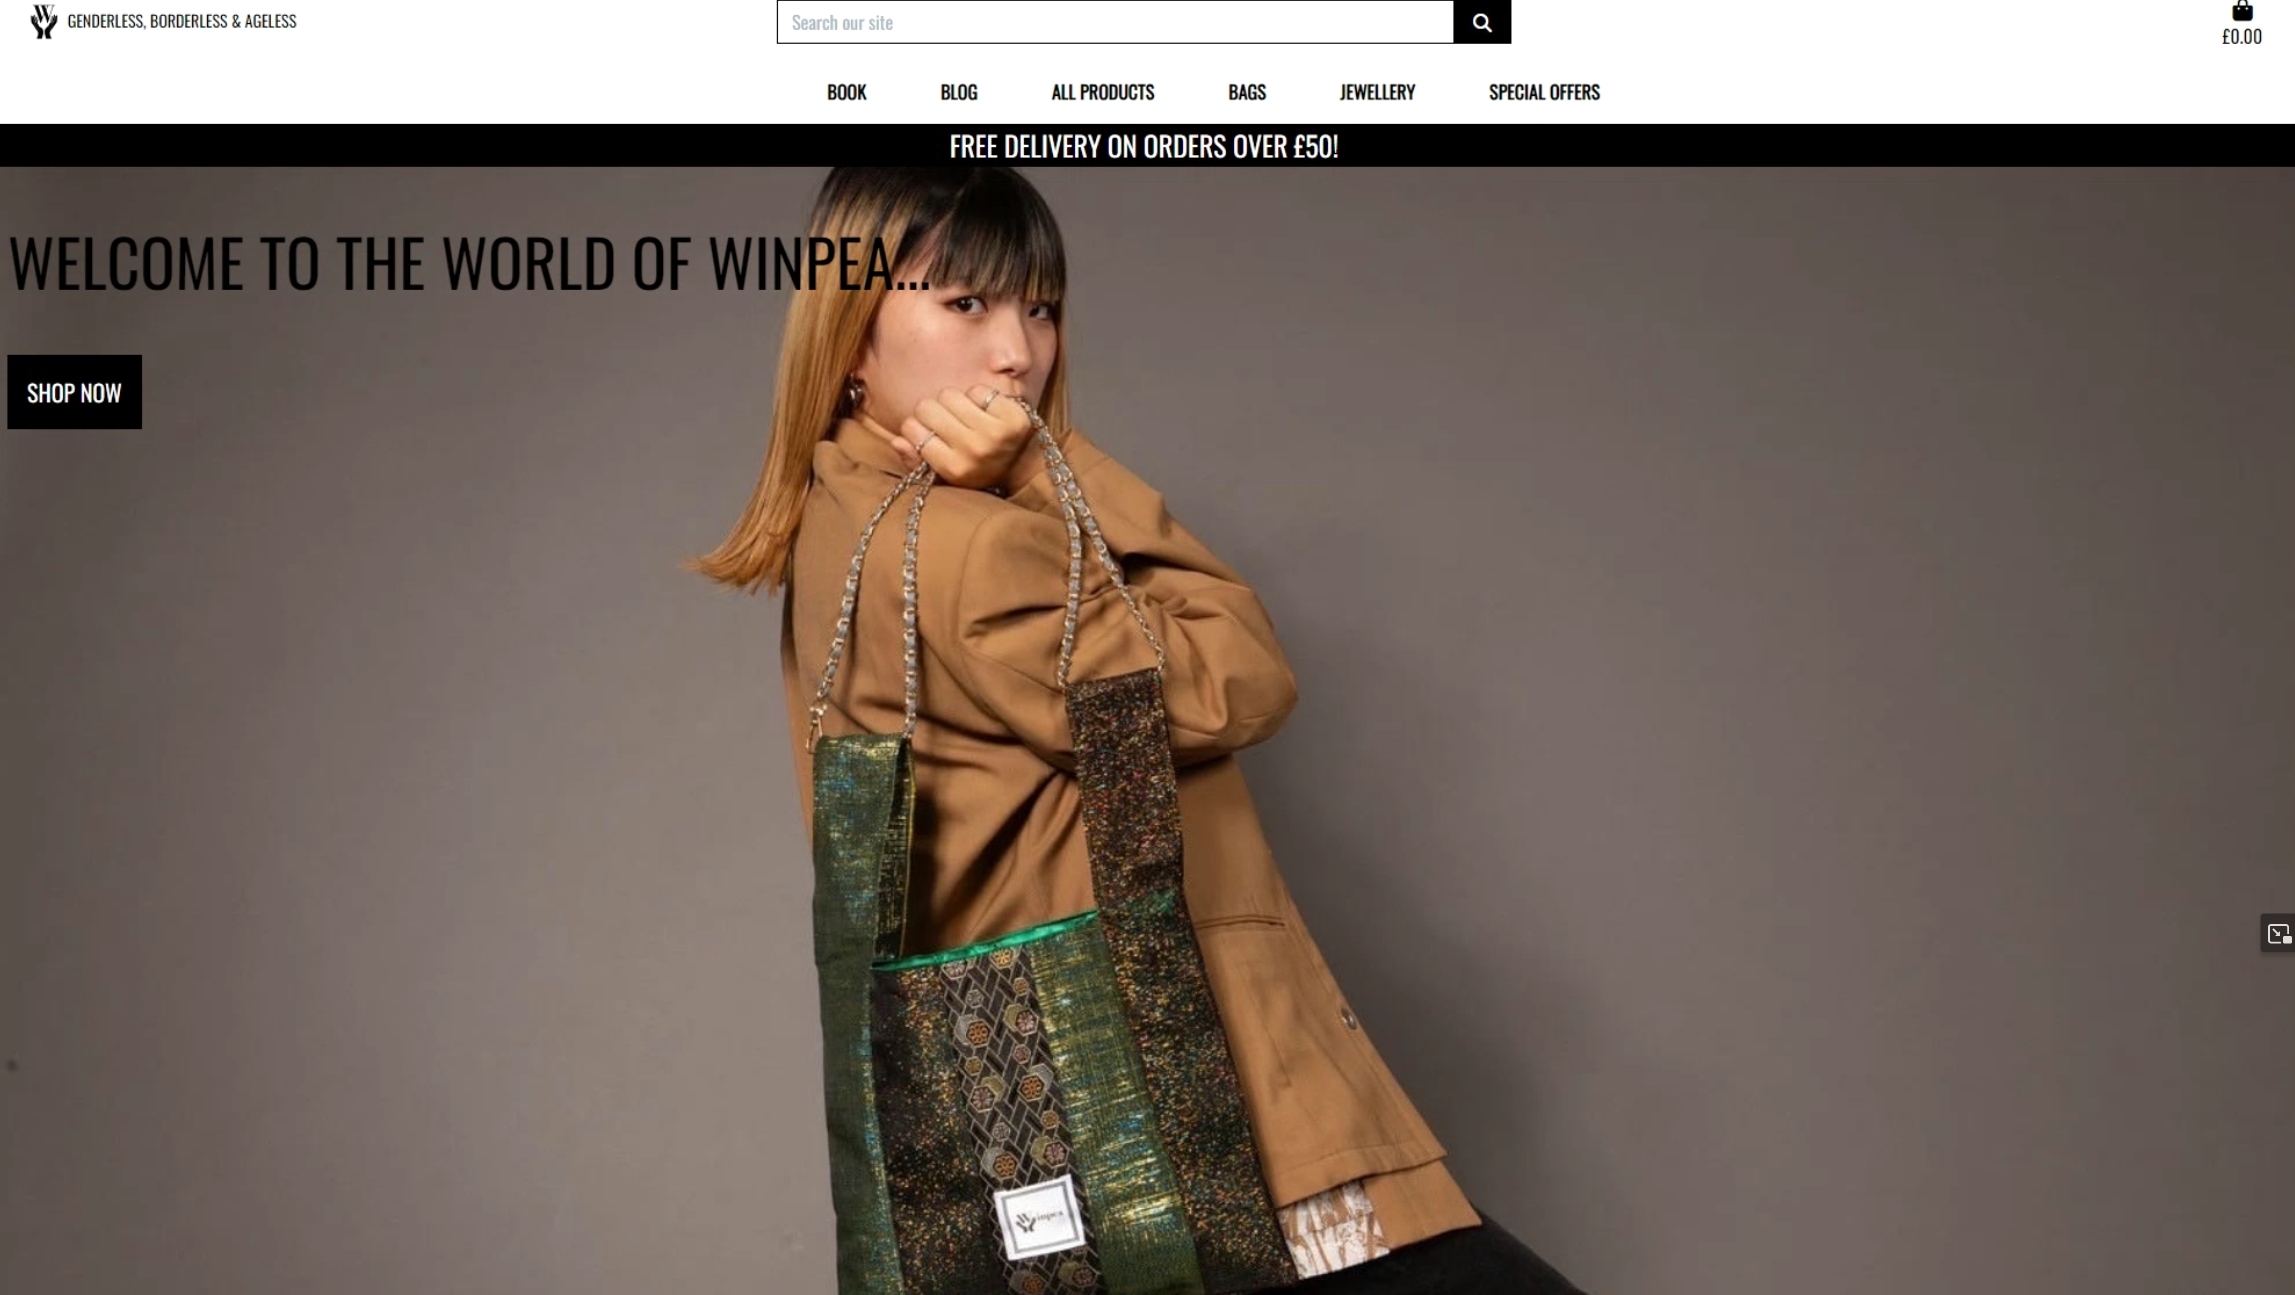 GENDERLESS, BORDERLESS & AGELESS
Search our site
£0.00
BOOK BLOG ALL PRODUCTS BAGS JEWELLERY SPECIAL OFFERS
FREE DELIVERY ON ORDERS OVER £50!
WELCOME TO THE WORLD OF WINPEA...
SHOP NOW
Winpea